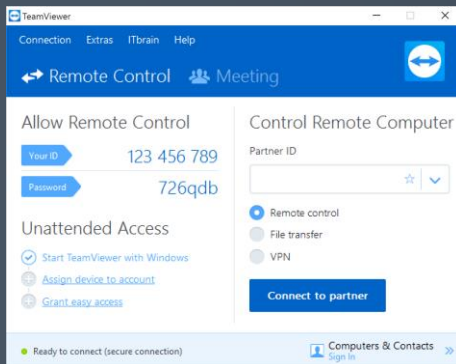 TeamViewer
Connection Extras ITbrain Help
Remote Control Meeting
Allow Remote Control
Your ID 123 456 789
Password 726qdb
Unattended Access
Start TeamViewer with Windows
Assign device to account
Grant easy access
Control Remote Computer
Partner ID
Remote control
File transfer
VPN
Connect to partner
Ready to connect (secure connection)
Computers & Contacts
Sign In